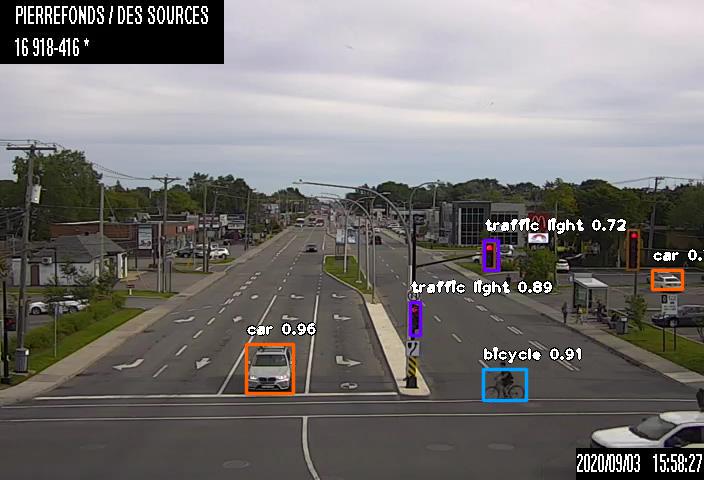 PIERREFONDS / DES SOURCES
16 918-416 *
traffic light 0.72
car 0.
traffic light 0.89
car 0.96
bicycle 0.91
2020/09/03 15:58:27